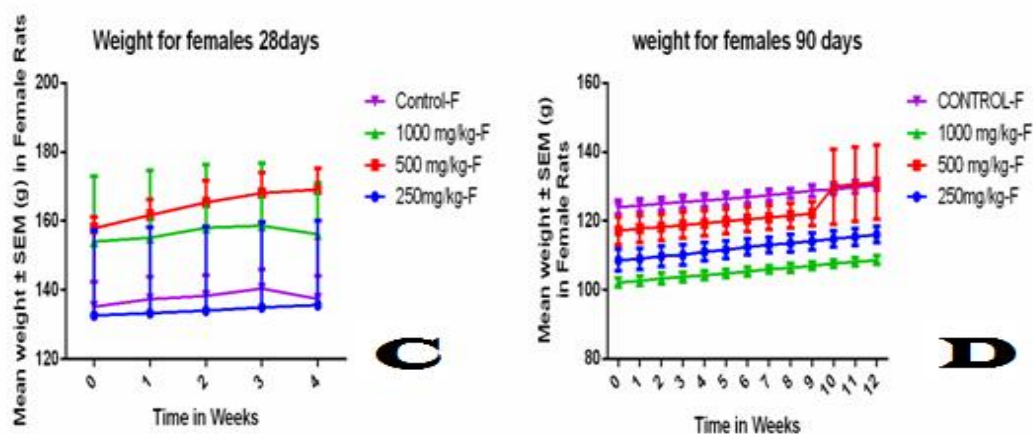 Weight for females 28days
Mean weight ± SEM (g) in Female Rats
200
180
160
140
120
0
1
2
3
4
Time in Weeks
Control-F
1000 mg/kg-F
500 mg/kg-F
250mg/kg-F
C
weight for females 90 days
Mean weight ± SEM (g)
in Female Rats
160
140
120
100
80
0
1
2
3
4
5
6
7
8
9
10
11
12
Time in Weeks
CONTROL-F
1000 mg/kg-F
500 mg/kg-F
250mg/kg-F
D